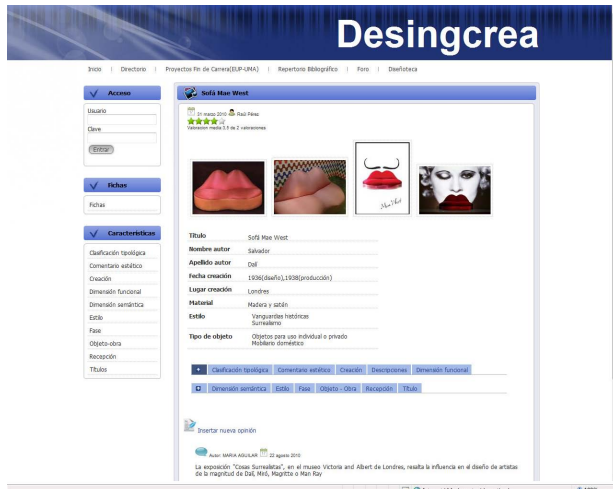 Desingcrea
Inicio | Directorio | Proyectos Fin de Carrera(EUP-UMA) | Repertorio Bibliográfico | Foro | Diseñoteca
Acceso
Usuario
Clave
Entrar
Fichas
Fichas
Características
Clasificación tipológica
Comentario estético
Creación
Dimensión funcional
Dimensión semántica
Estilo
Fase
Objeto-obra
Recepción
Títulos
Sofá Mae West
31 marzo 2010 Raúl Pérez
Valoracion media 3.5 de 2 valoraciones
Mae West
Título Sofá Mae West
Nombre autor Salvador
Apellido autor Dalí
Fecha creación 1936(diseño),1938(producción)
Lugar creación Londres
Material Madera y satén
Estilo Vanguardias históricas
Surrealismo
Tipo de objeto Objetos para uso individual o privado
Mobiliario doméstico
Clasificación tipológica Comentario estético Creación Descripciones Dimensión funcional
Dimensión semántica Estilo Fase Objeto - Obra Recepción Título
Insertar nueva opinión
Autor: MARIA AGUILAR 22 agosto 2010
La exposición "Cosas Surrealistas", en el museo Victoria and Albert de Londres, resalta la influencia en el diseño de artistas
de la magnitud de Dalí, Miró, Magritte o Man Ray